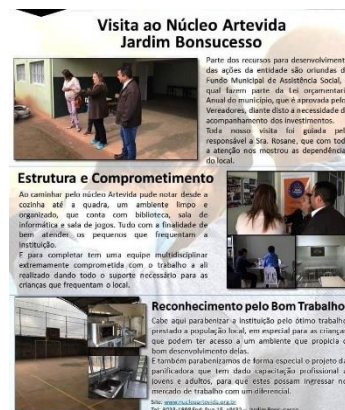 Visita ao Núcleo Artevida
Jardim Bonsucesso
Parte dos recursos para desenvolvimento
das ações da entidade são oriundas do
Fundo Municipal de Assistência Social,
qual fazem parte da Lei orçamentaria
Anual do município, que é aprovada pelos
Vereadores, diante disto a necessidade de
acompanhamento dos investimentos.
Toda nosso visita foi guiada pela
responsável a Sra. Rosane, que com toda
a atenção nos mostrou as dependências
do local.
Estrutura e Comprometimento
Ao caminhar pelo núcleo Artevida pude notar desde a
cozinha até a quadra, um ambiente limpo e
organizado, que conta com biblioteca, sala de
informática e sala de jogos. Tudo com a finalidade de
bem atender os pequenos que frequentam a
instituição.
E para completar tem uma equipe multidisciplinar
extremamente comprometida com o trabalho a ali
realizado dando todo o suporte necessário para as
crianças que frequentam o local.
Reconhecimento pelo Bom Trabalho
Cabe aqui parabenizar a instituição pelo ótimo trabalho
prestado a população local, em especial para as crianças
que podem ter acesso a um ambiente que propicia o
bom desenvolvimento delas.
E também parabenizamos de forma especial o projeto da
panificadora que tem dado capacitação profissional a
jovens e adultos, para que estes possam ingressar no
mercado de trabalho com um diferencial.
Site: www.nucleoartevida.org.br